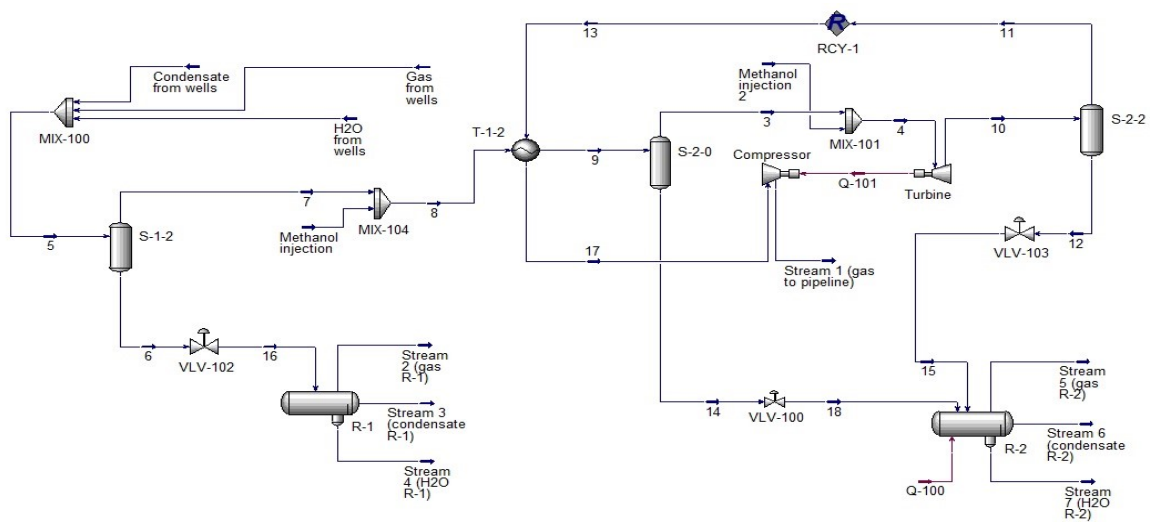 13
R
RCY-1
11
Condensate
from wells
Gas
from
wells
MIX-100
H2O
from
wells
Methanol
injection
2
3
MIX-101
4
10
S-2-2
T-1-2
9
S-2-0
Compressor
Q-101
Turbine
5
S-1-2
7
MIX-104
8
Methanol
injection
17
Stream 1 (gas
to pipeline)
VLV-103
12
6
VLV-102
16
Stream
2 (gas
R-1)
Stream 3
(condensate
R-1)
R-1
Stream
4 (H2O
R-1)
14
VLV-100
18
15
Stream
5 (gas
R-2)
Stream 6
(condensate
R-2)
R-2
Q-100
Stream
7 (H2O
R-2)